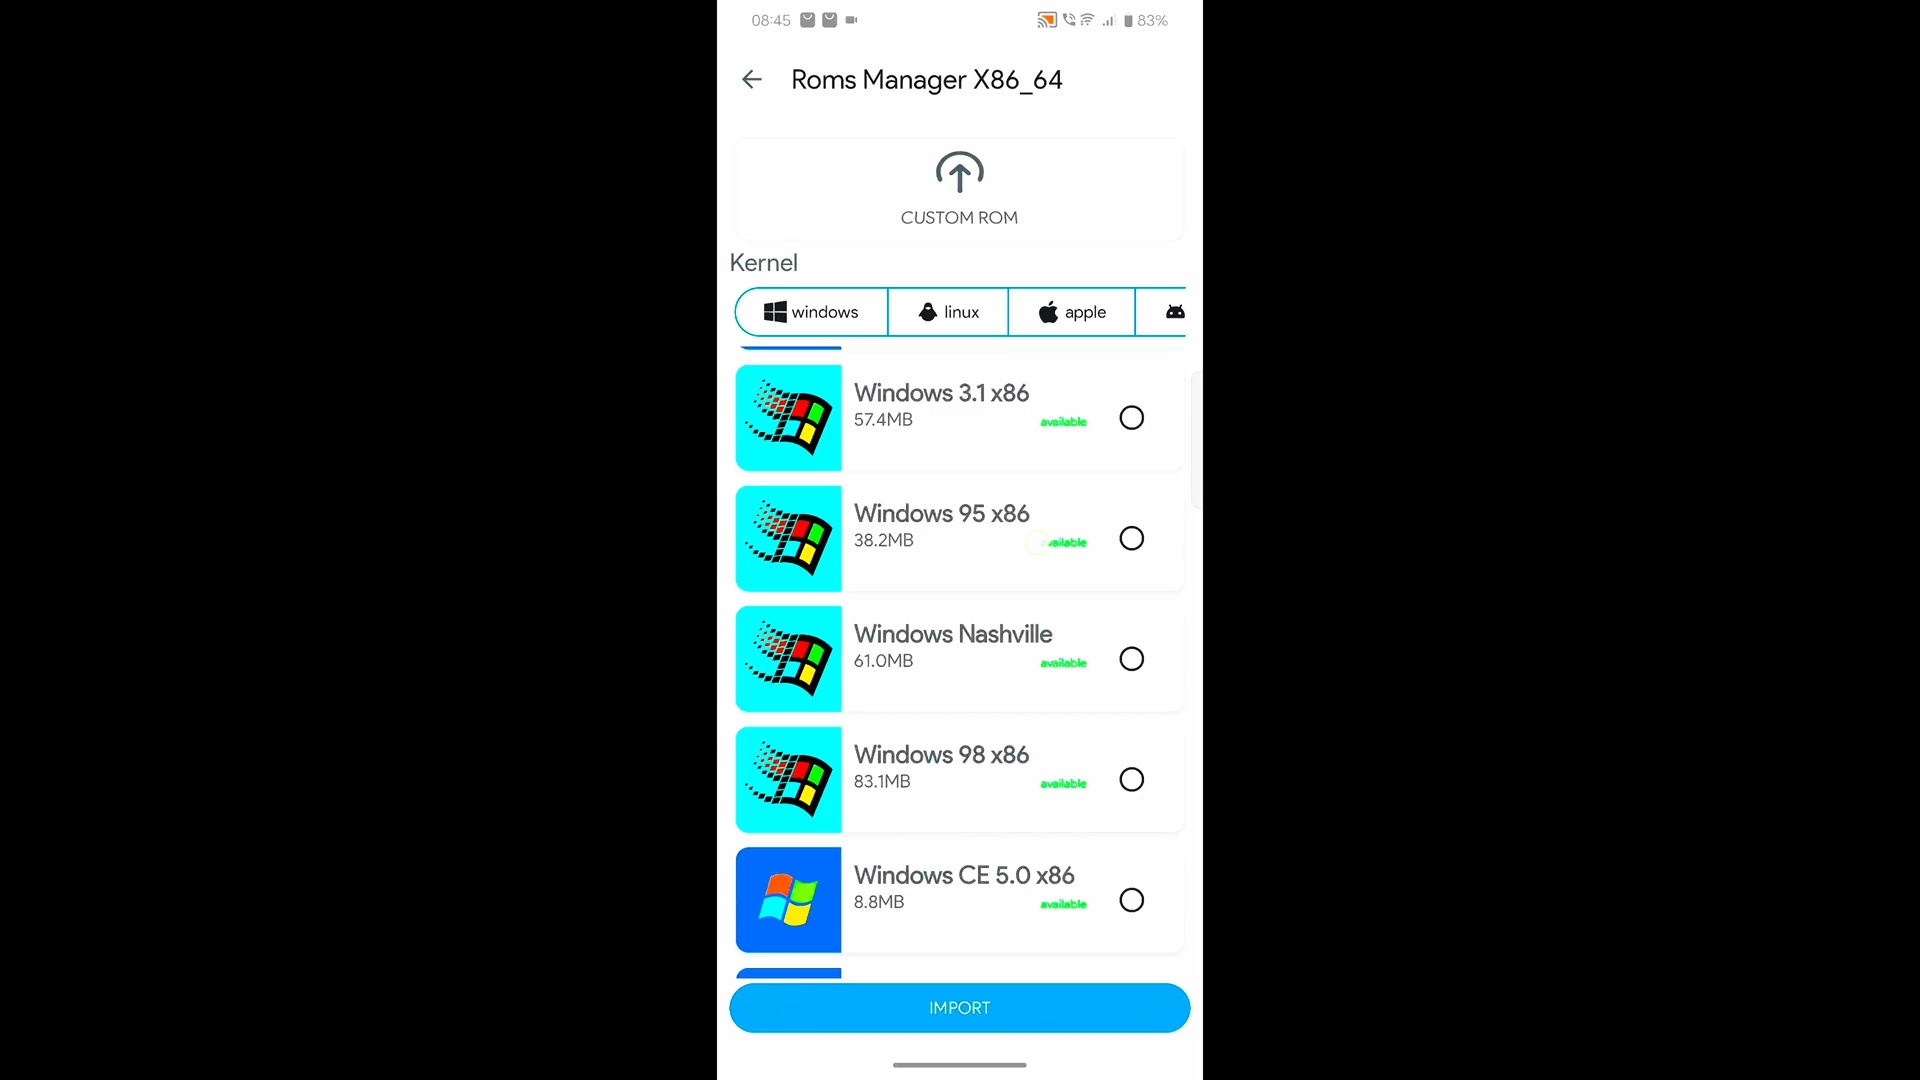 08:45
83%
Roms Manager X86_64
CUSTOM ROM
Kernel
windows
linux
apple
Windows 3.1 x86
57.4MB
available
Windows 95 x86
38.2MB
available
Windows Nashville
61.0MB
available
Windows 98 x86
83.1MB
available
Windows CE 5.0 x86
8.8MB
available
IMPORT